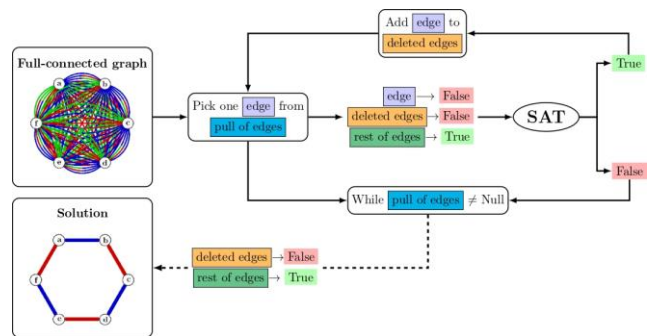 Add edge to
deleted edges
Full-connected graph
a
b
f
c
e
d
Pick one edge from
pull of edges
edge → False
deleted edges → False
rest of edges → True
SAT
True
False
While pull of edges ≠ Null
Solution
a
b
f
c
e
d
deleted edges → False
rest of edges → True